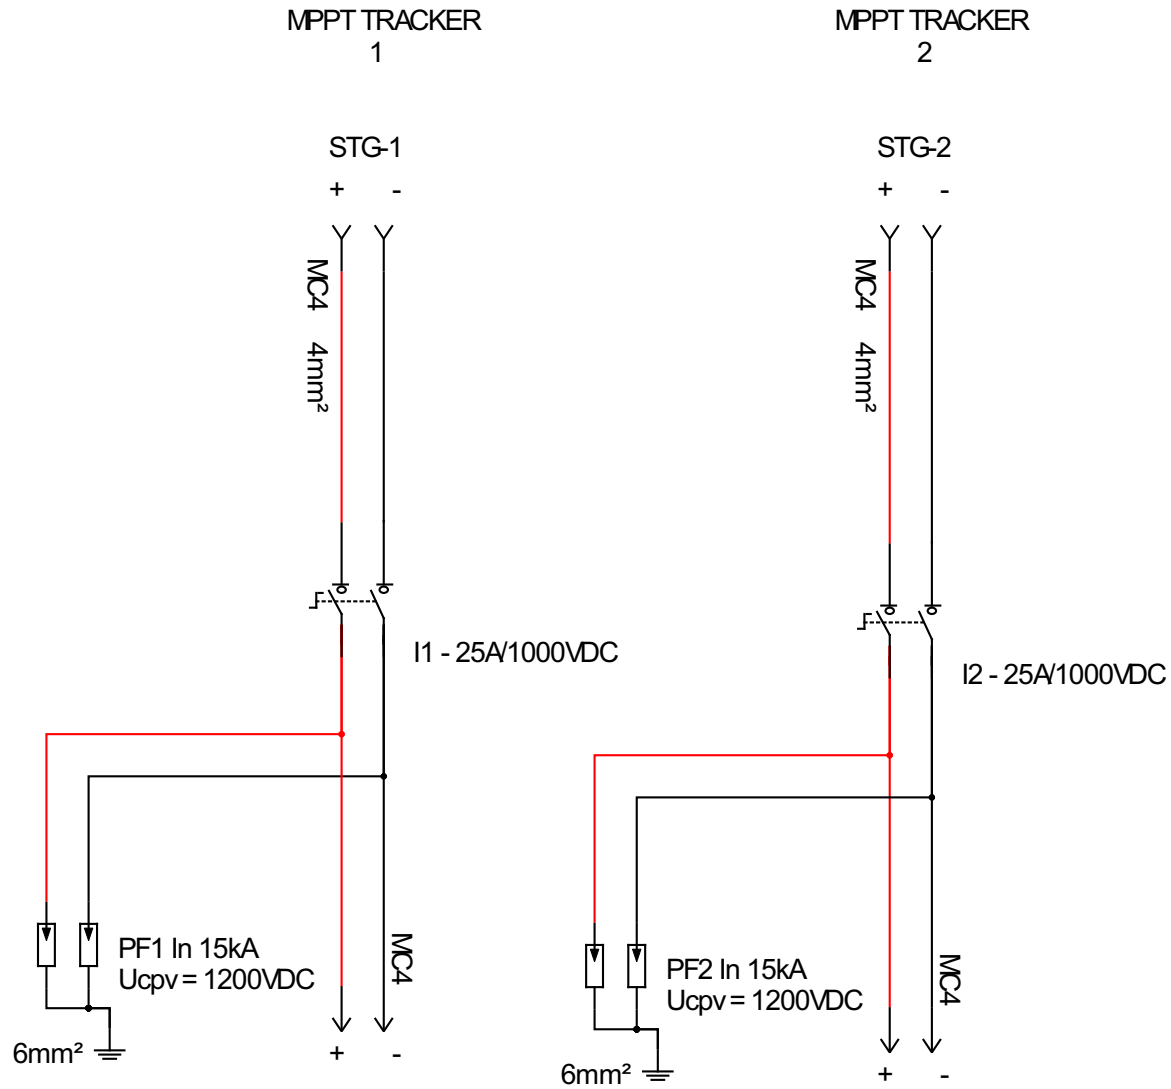 MPPT TRACKER
1
STG-1
+ -
MC4 4mm²
I1 - 25A/1000VDC
PF1 In 15kA
Ucpv = 1200VDC
MC4
6mm²
+ -
MPPT TRACKER
2
STG-2
+ -
MC4 4mm²
I2 - 25A/1000VDC
PF2 In 15kA
Ucpv = 1200VDC
MC4
6mm²
+ -